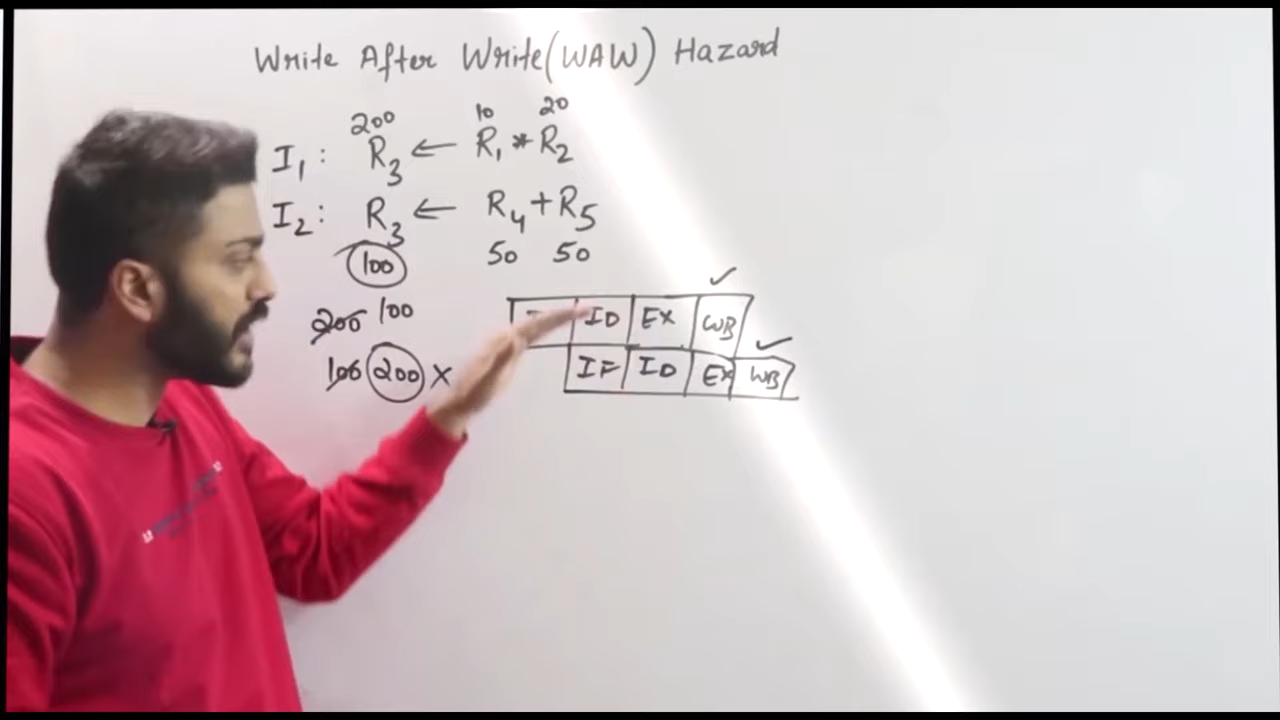 Write After Write(WAW) Hazard
200 10 20
I₁: R₃ ← R₁ * R₂
I₂: R₃ ← R₄ + R₅
100 50 50
✓
200 100 ID EX WB
✓
100 200 × IF ID EX WB